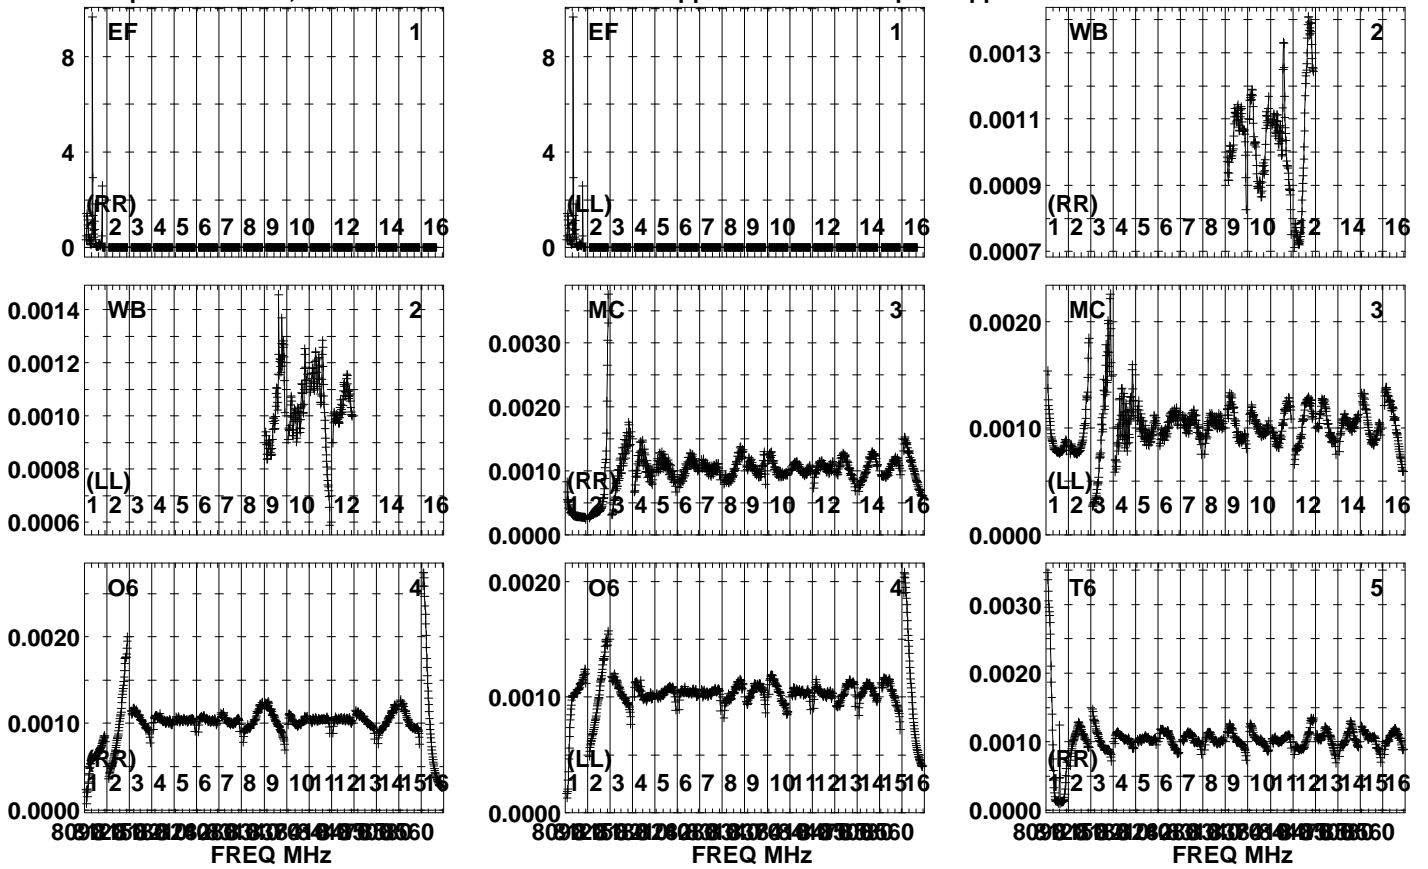 EF 1
8
4
0
(RR)
2 3 4 5 6 7 8 9 10 12 14 16
EF 1
8
4
0
(LL)
2 3 4 5 6 7 8 9 10 12 14 16
WB 2
0.0013
0.0011
0.0009
0.0007
(RR)
1 2 3 4 5 6 7 8 9 10 12 14 16
WB 2
0.0014
0.0012
0.0010
0.0008
0.0006
(LL)
1 2 3 4 5 6 7 8 9 10 12 14 16
MC 3
0.0030
0.0020
0.0010
0.0000
(RR)
1 2 3 4 5 6 7 8 9 10 12 14 16
MC 3
0.0020
0.0010
0.0000
(LL)
1 2 3 4 5 6 7 8 9 10 12 14 16
O6 4
0.0020
0.0010
0.0000
(RR)
1 2 3 4 5 6 7 8 9 10 11 12 13 14 15 16
FREQ MHz
O6 4
0.0020
0.0010
0.0000
(LL)
1 2 3 4 5 6 7 8 9 10 11 12 13 14 15 16
FREQ MHz
T6 5
0.0030
0.0020
0.0010
0.0000
(RR)
1 2 3 4 5 6 7 8 9 10 11 12 13 14 15 16
FREQ MHz